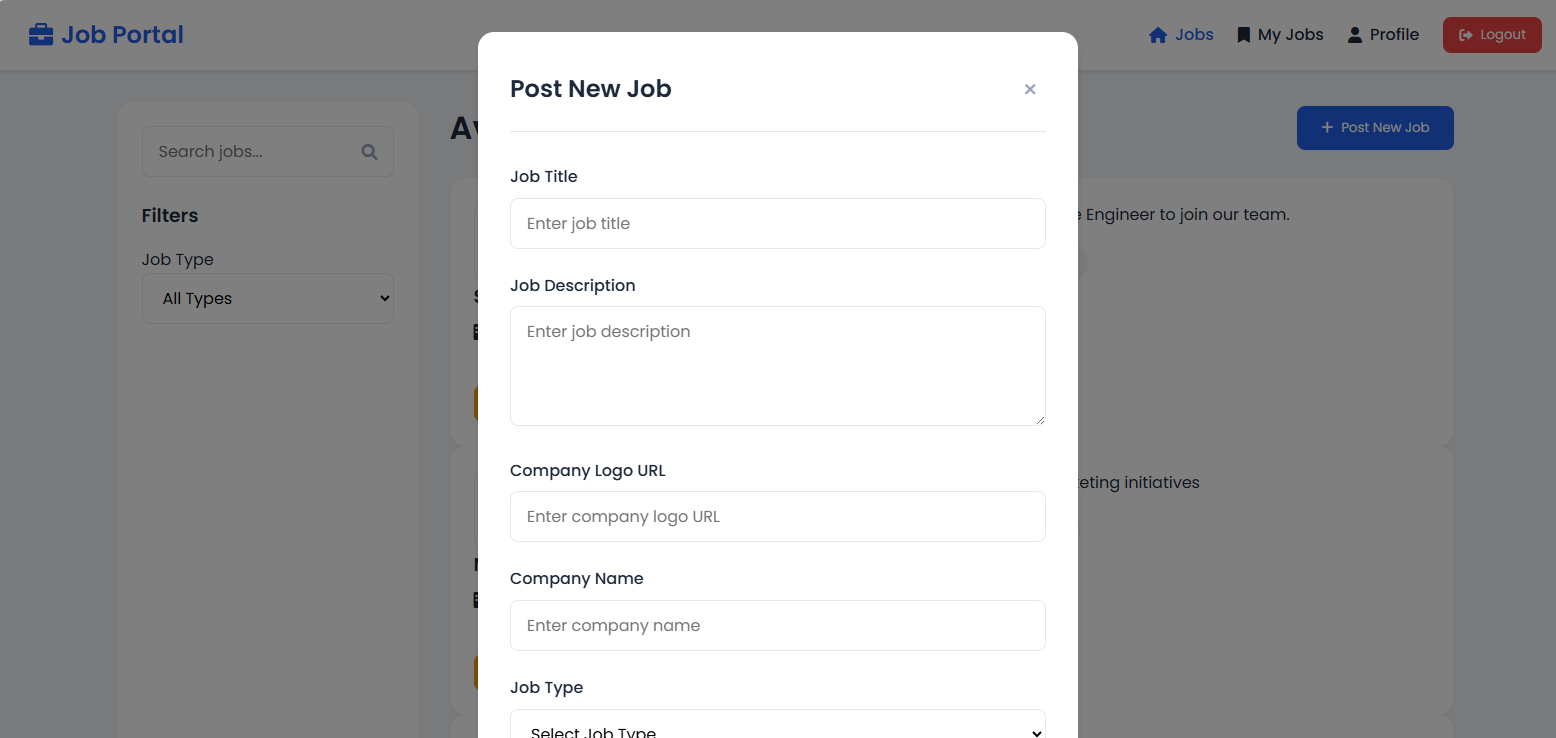 Job Portal
Jobs
My Jobs
Profile
Logout
Search jobs...
Filters
Job Type
All Types
Post New Job
Engineer to join our team.
initiatives
Post New Job
×
Job Title
Enter job title
Job Description
Enter job description
Company Logo URL
Enter company logo URL
Company Name
Enter company name
Job Type
Select Job Type